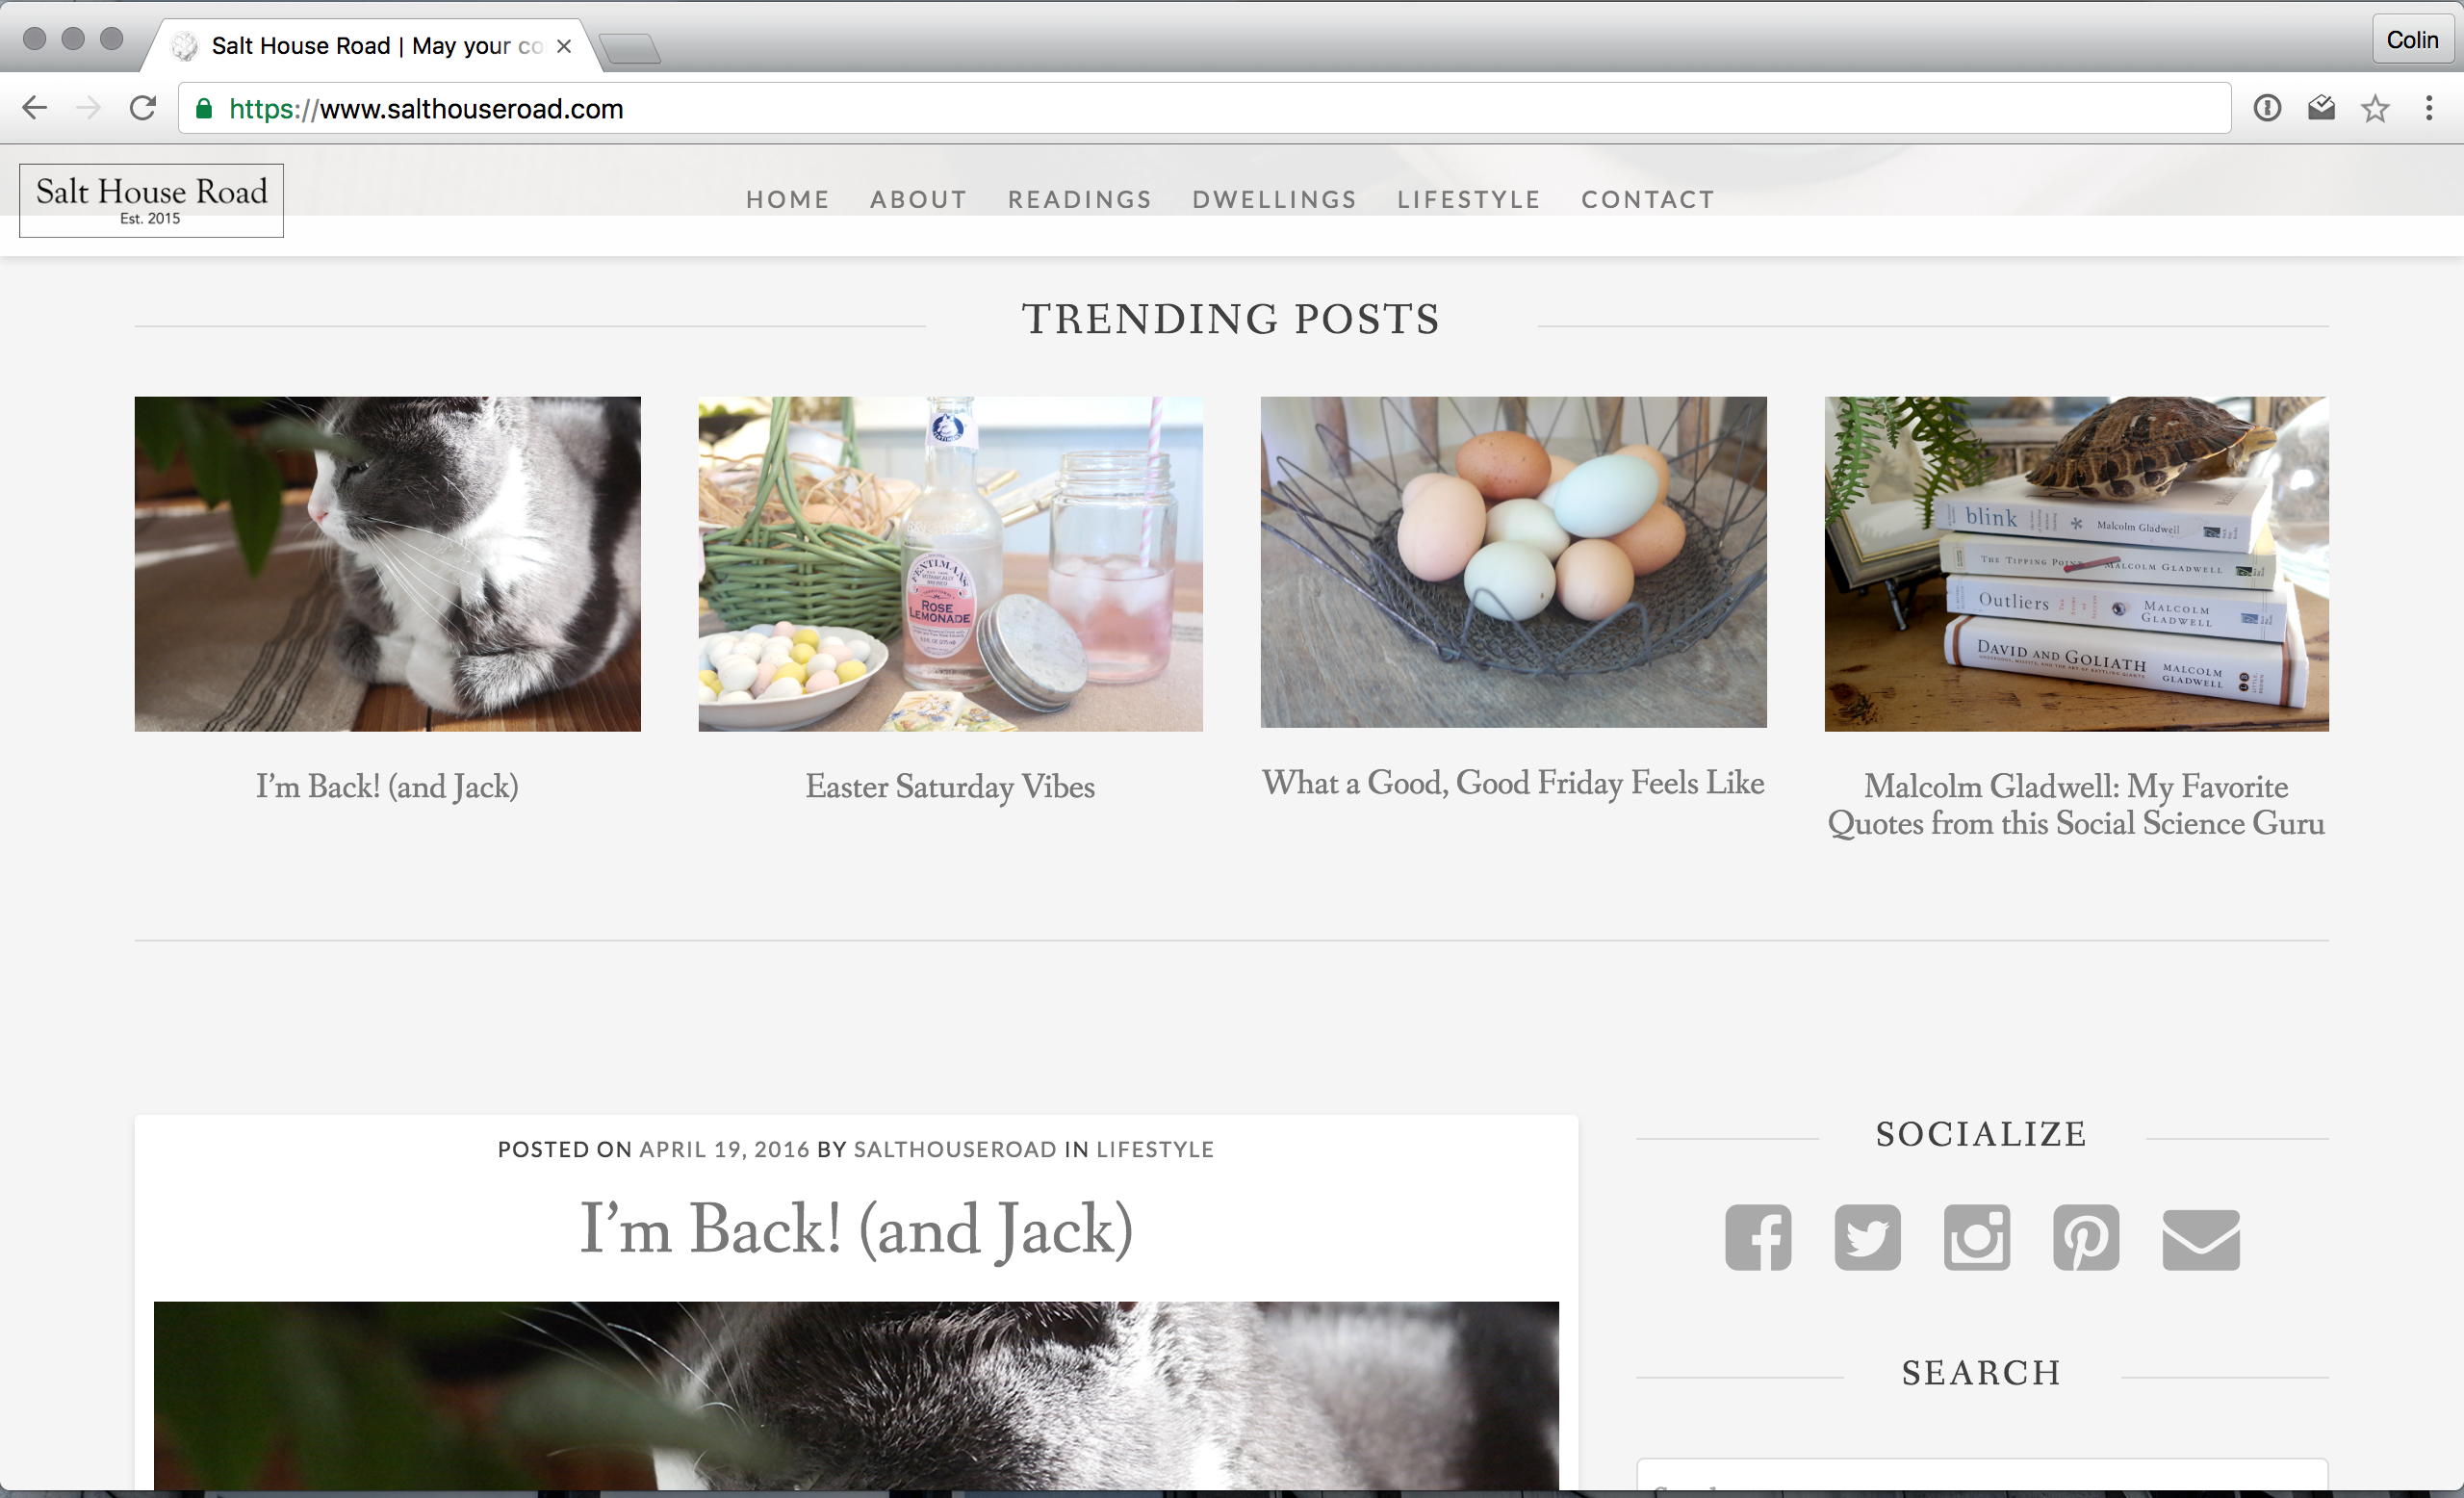 Salt House Road | May your co
Colin
https://www.salthouseroad.com
Salt House Road
Est. 2015
HOME ABOUT READINGS DWELLINGS LIFESTYLE CONTACT
TRENDING POSTS
FENTIMANS
ROSE
LEMONADE
blink Malcolm Gladwell
THE TIPPING POINT MALCOLM GLADWELL
Outliers MALCOLM
GLADWELL
DAVID AND GOLIATH MALCOLM
GLADWELL
I'm Back! (and Jack)
Easter Saturday Vibes
What a Good, Good Friday Feels Like
Malcolm Gladwell: My Favorite
Quotes from this Social Science Guru
POSTED ON APRIL 19, 2016 BY SALTHOUSEROAD IN LIFESTYLE
I'm Back! (and Jack)
SOCIALIZE
SEARCH